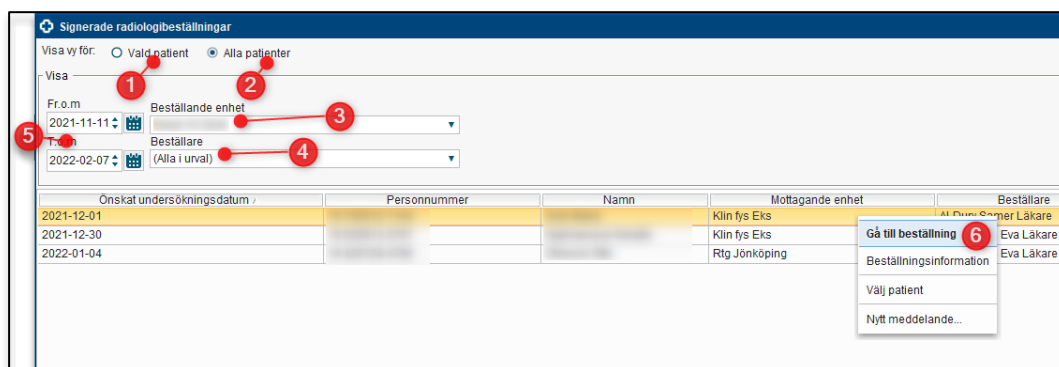 Signerade radiologibeställningar
Visa vy för: Vald patient Alla patienter
1 2
Visa
Fr.o.m Beställande enhet
2021-11-11 3
5 T.o.m Beställare
2022-02-07 (Alla i urval) 4
Önskat undersökningsdatum Personnummer Namn Mottagande enhet Beställare
2021-12-01 Klin fys Eks Samer Läkare
2021-12-30 Klin fys Eks Eva Läkare
2022-01-04 Rtg Jönköping Eva Läkare
Gå till beställning 6
Beställningsinformation
Välj patient
Nytt meddelande...